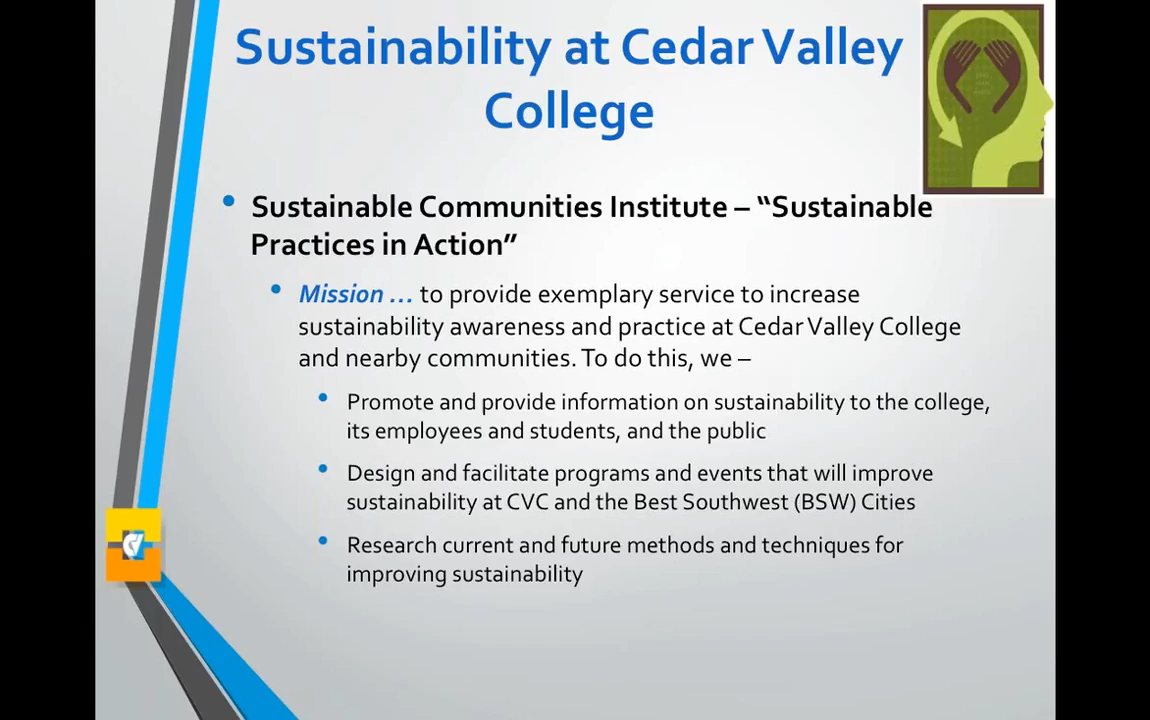 Sustainability at Cedar Valley
College
• Sustainable Communities Institute – “Sustainable
Practices in Action”
• Mission … to provide exemplary service to increase
sustainability awareness and practice at Cedar Valley College
and nearby communities. To do this, we –
• Promote and provide information on sustainability to the college,
its employees and students, and the public
• Design and facilitate programs and events that will improve
sustainability at CVC and the Best Southwest (BSW) Cities
• Research current and future methods and techniques for
improving sustainability